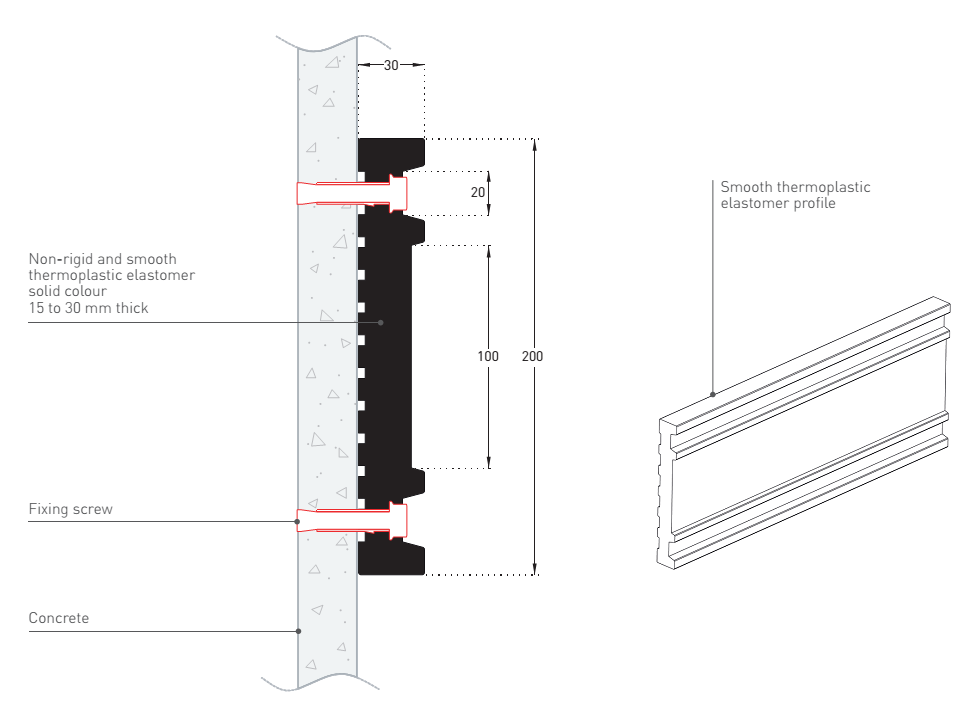 30
20
Smooth thermoplastic
elastomer profile
Non-rigid and smooth
thermoplastic elastomer
solid colour
15 to 30 mm thick
100
200
Fixing screw
Concrete